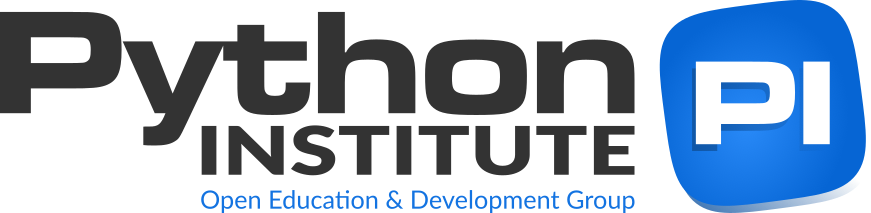 Python
INSTITUTE
Open Education & Development Group
PI